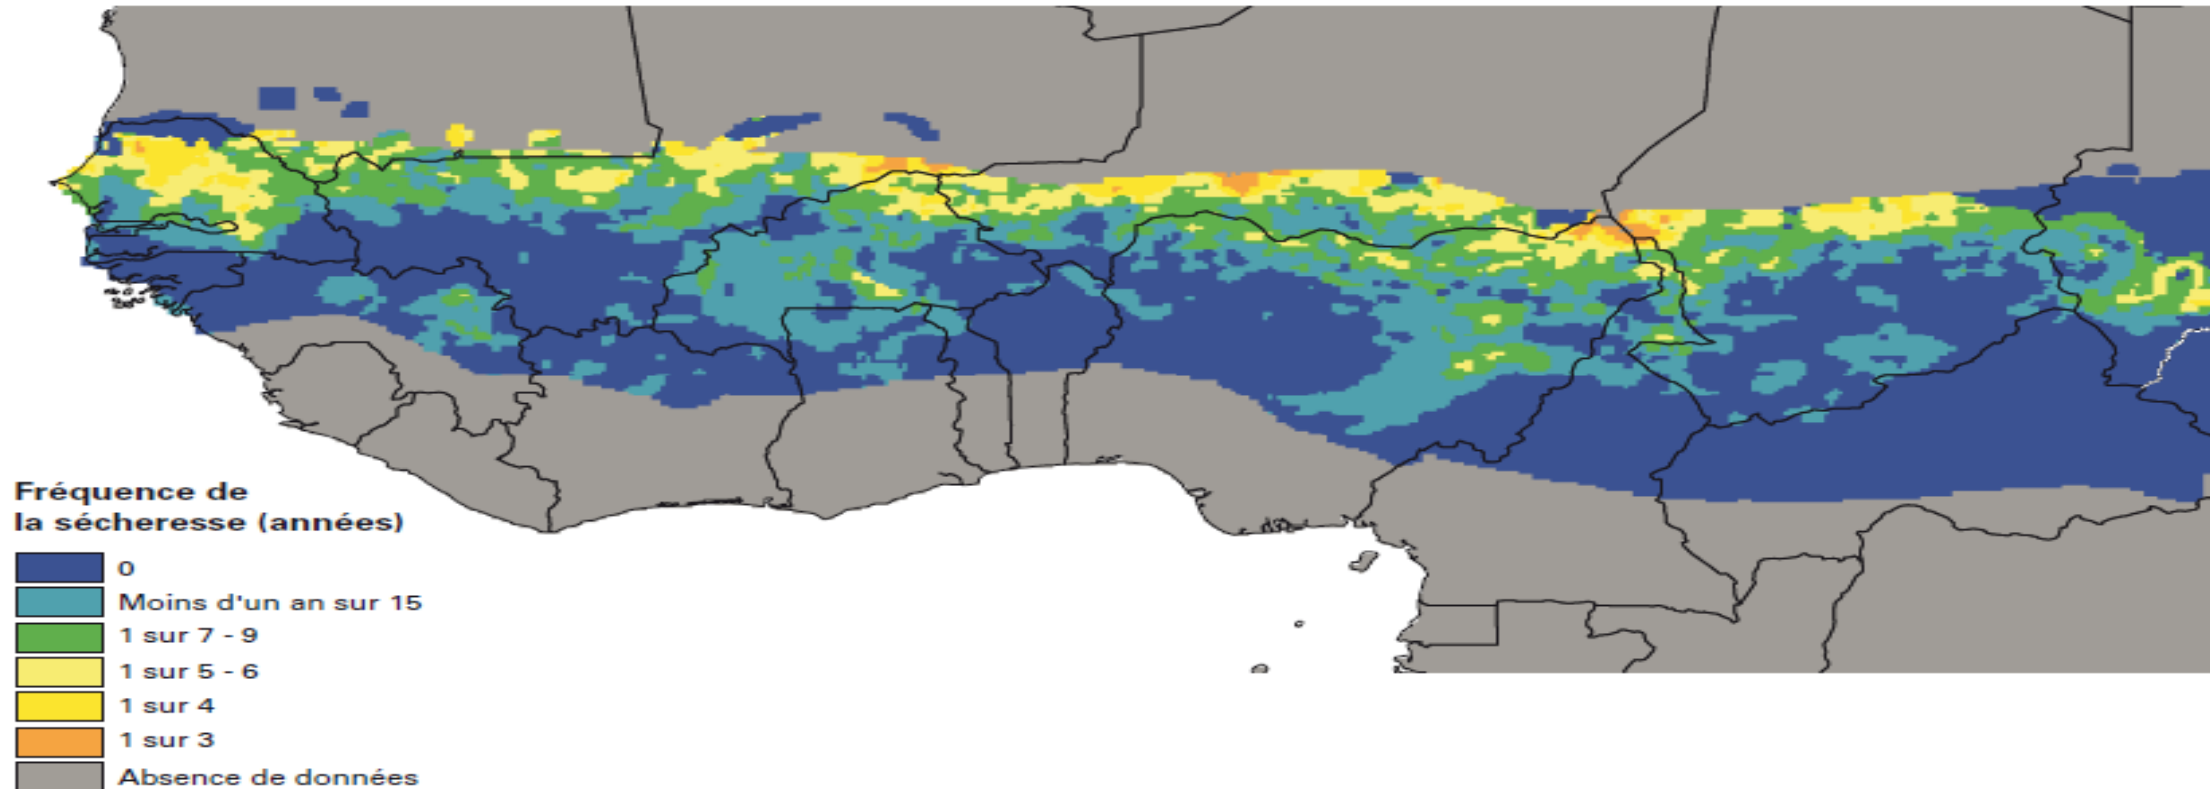 Fréquence de
la sécheresse (années)
0
Moins d'un an sur 15
1 sur 7 - 9
1 sur 5 - 6
1 sur 4
1 sur 3
Absence de données